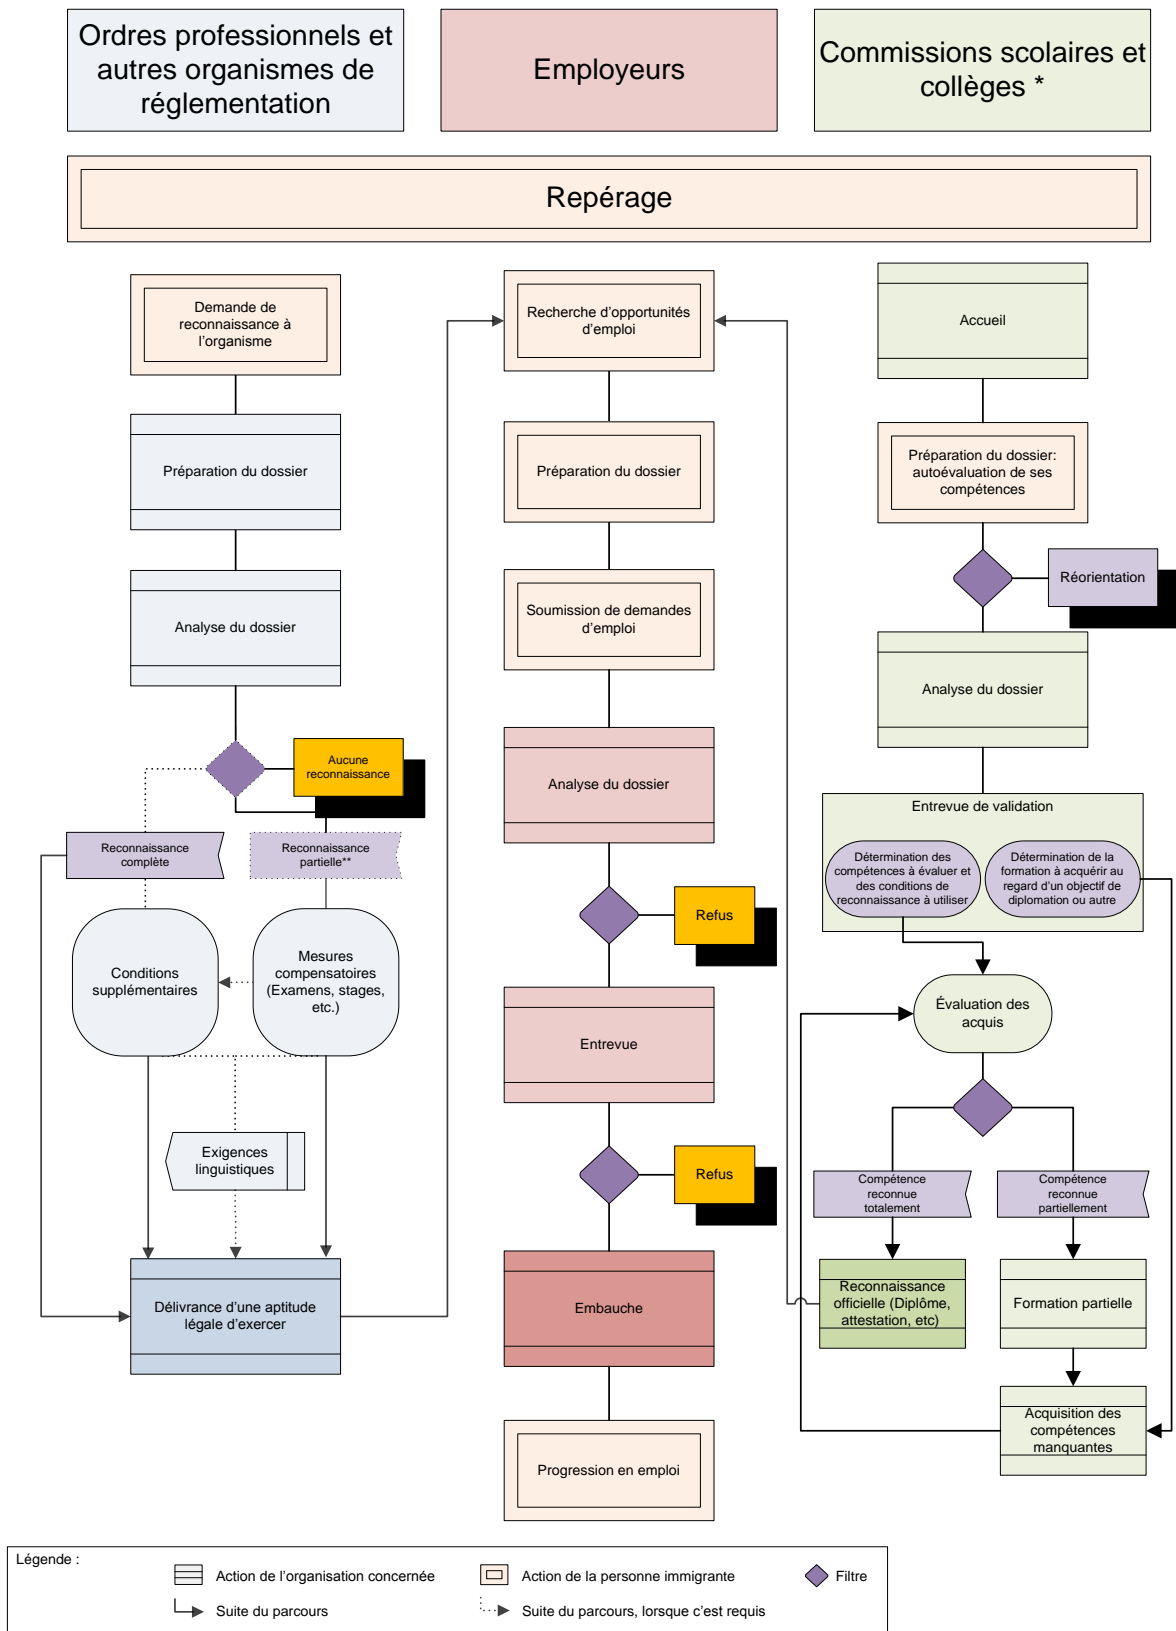 Ordres professionnels et
autres organismes de
réglementation
Employeurs
Commissions scolaires et
collèges *
Repérage
Demande de
reconnaissance à
l'organisme
Préparation du dossier
Analyse du dossier
Aucune
reconnaissance
Reconnaissance
complète
Reconnaissance
partielle**
Conditions
supplémentaires
Mesures
compensatoires
(Examens, stages,
etc.)
Exigences
linguistiques
Délivrance d'une aptitude
légale d'exercer
Recherche d'opportunités
d'emploi
Préparation du dossier
Soumission de demandes
d'emploi
Analyse du dossier
Refus
Entrevue
Refus
Embauche
Progression en emploi
Accueil
Préparation du dossier:
autoévaluation de ses
compétences
Réorientation
Analyse du dossier
Entrevue de validation
Détermination des
compétences à évaluer et
des conditions de
reconnaissance à utiliser
Détermination de la
formation à acquérir au
regard d'un objectif de
diplomation ou autre
Évaluation des
acquis
Compétence
reconnue
totalement
Compétence
reconnue
partiellement
Reconnaissance
officielle (Diplôme,
attestation, etc)
Formation partielle
Acquisition des
compétences
manquantes
Légende :
Action de l'organisation concernée
Action de la personne immigrante
Filtre
Suite du parcours
Suite du parcours, lorsque c'est requis